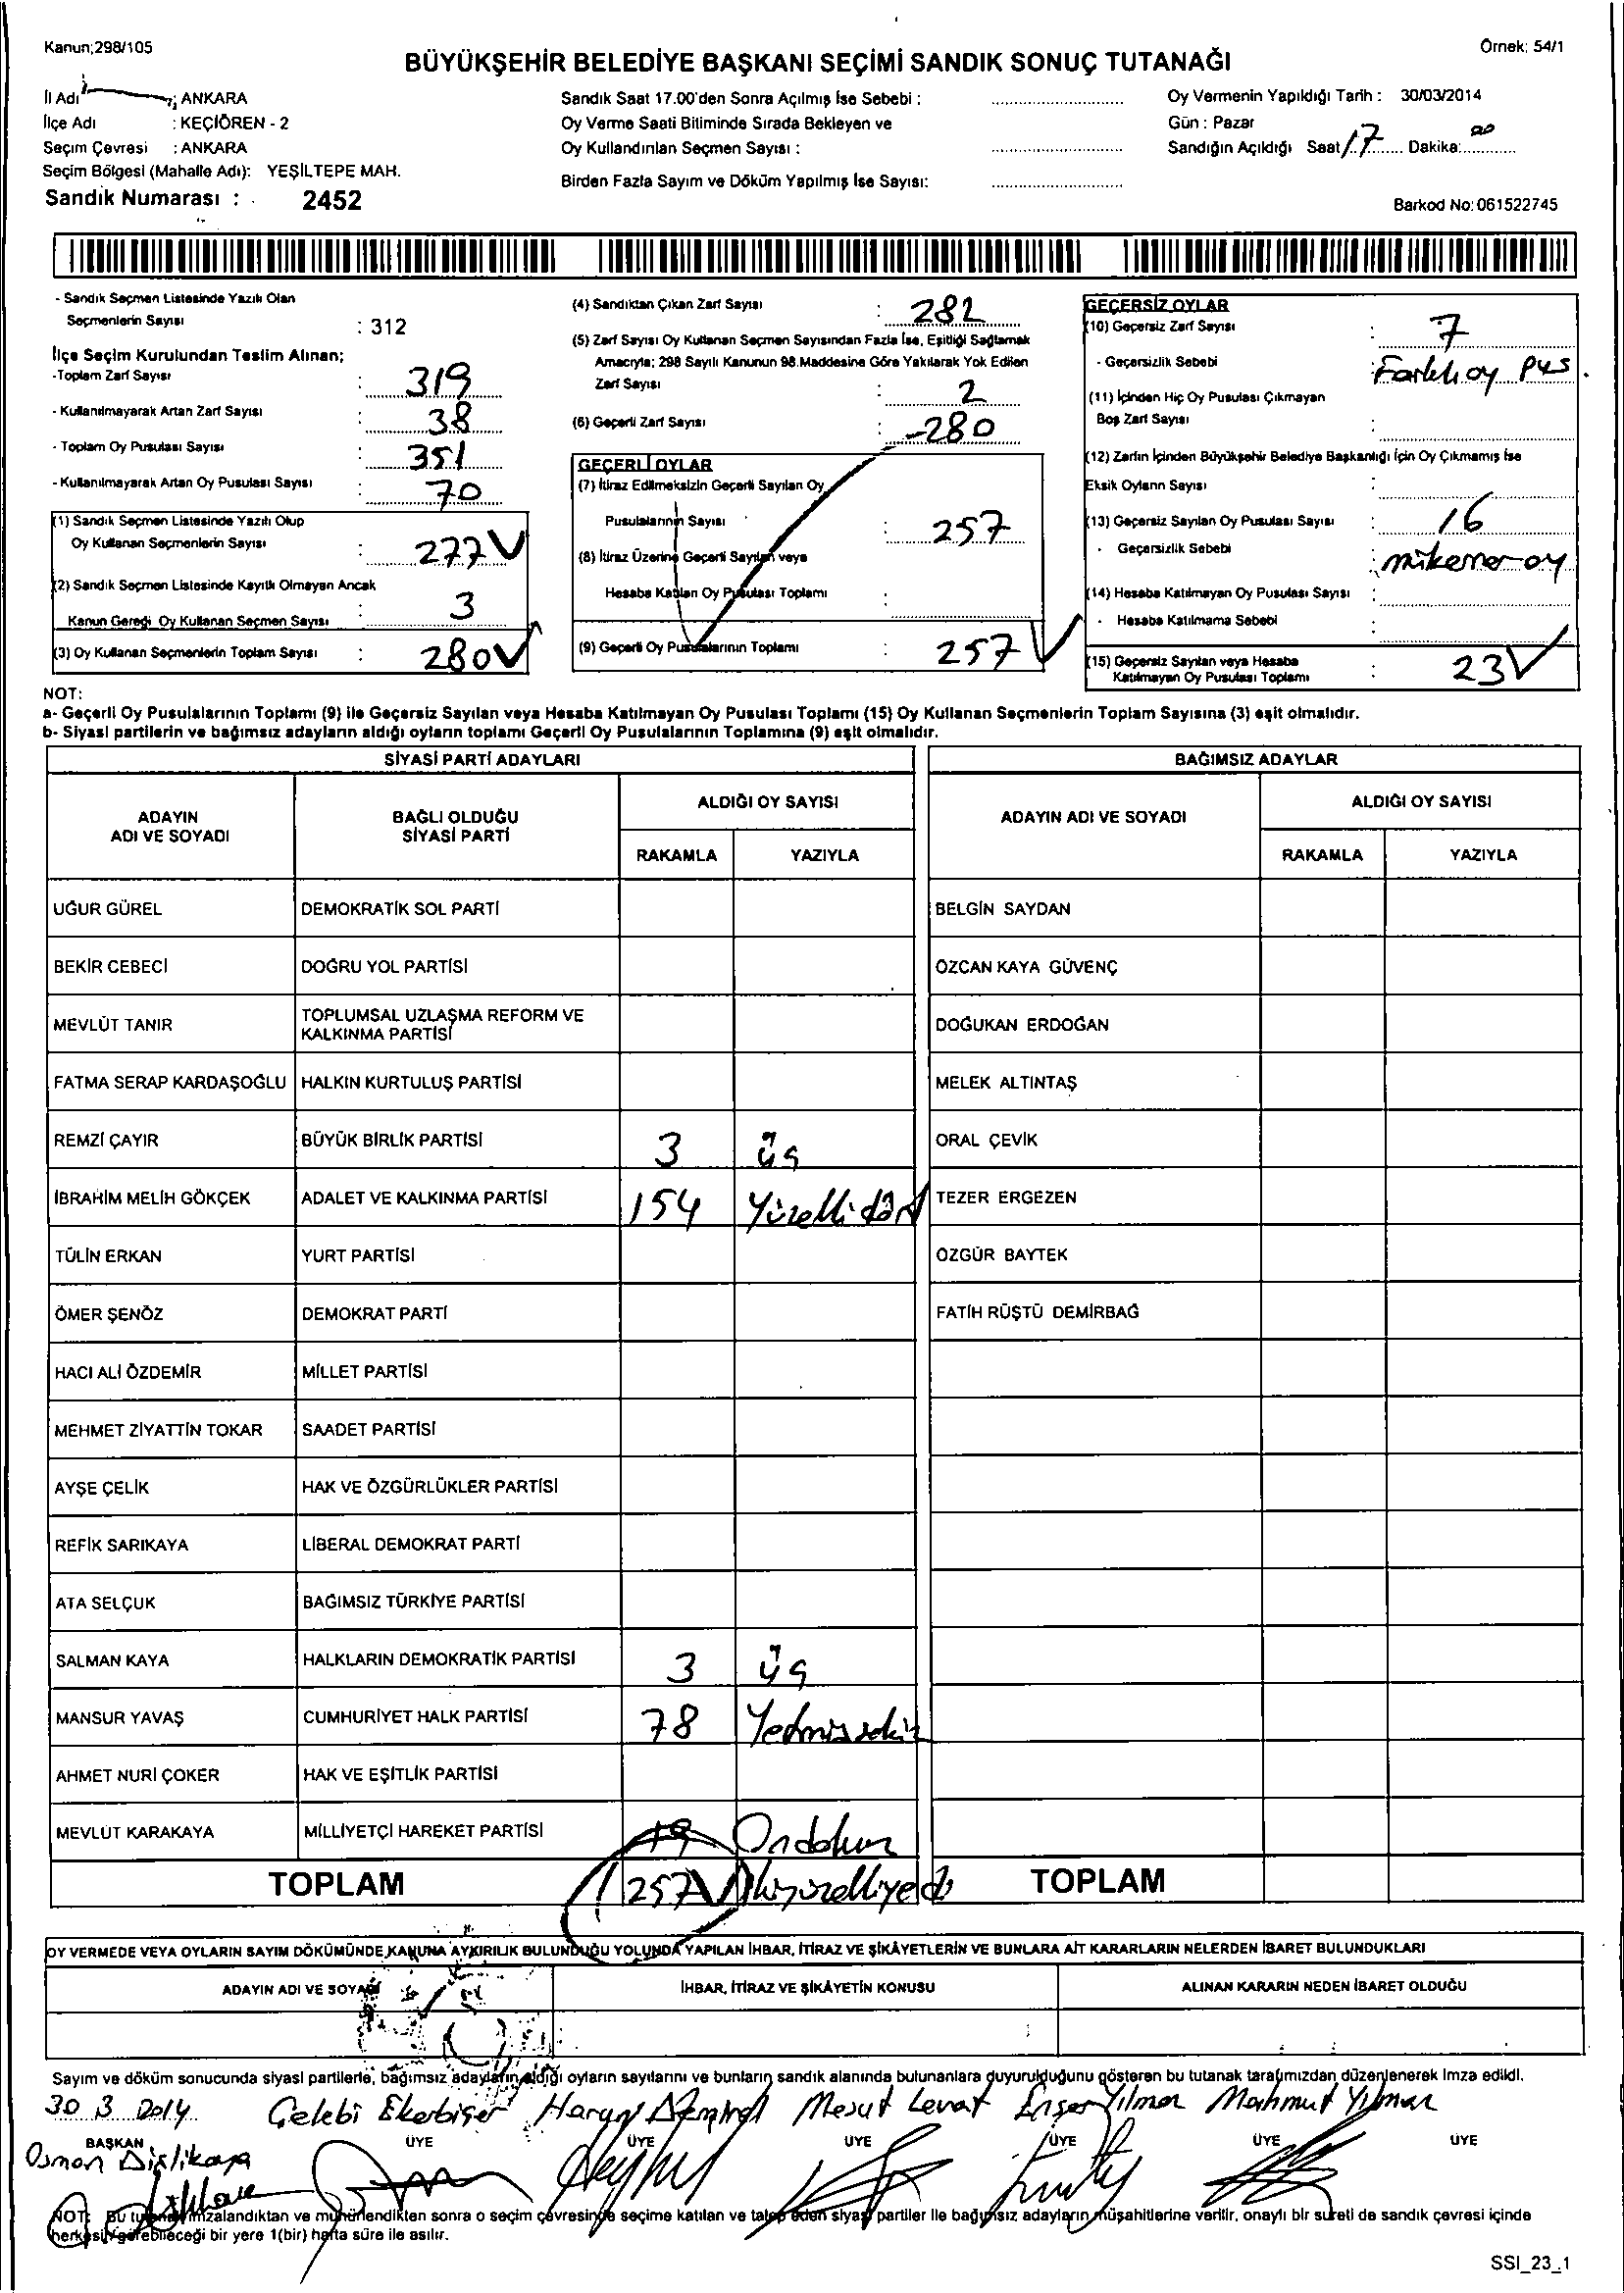 Kanun;298/105
Örnek: 54/1
BÜYÜKŞEHİR BELEDİYE BAŞKANI SEÇİMİ SANDIK SONUÇ TUTANAĞI
İl Adı : ANKARA
İlçe Adı : KEÇİÖREN - 2
Seçim Çevresi : ANKARA
Seçim Bölgesi (Mahalle Adı): YEŞİLTEPE MAH.
Sandık Numarası : 2452
Sandık Saat 17.00'den Sonra Açılmış İse Sebebi :
Oy Verme Saati Bitiminde Sırada Bekleyen ve
Oy Kullandırılan Seçmen Sayısı :
Birden Fazla Sayım ve Döküm Yapılmış İse Sayısı:
Oy Vermenin Yapıldığı Tarih : 30/03/2014
Gün : Pazar
Sandığın Açıldığı Saat 17 Dakika: 00
Barkod No: 061522745
- Sandık Seçmen Listesinde Yazılı Olan
Seçmenlerin Sayısı : 312
İlçe Seçim Kurulundan Teslim Alınan;
-Toplam Zarf Sayısı : 319
- Kullanılmayarak Artan Zarf Sayısı : 38
- Toplam Oy Pusulası Sayısı : 351
- Kullanılmayarak Artan Oy Pusulası Sayısı : 70
(1) Sandık Seçmen Listesinde Yazılı Olup
Oy Kullanan Seçmenlerin Sayısı : 277
(2) Sandık Seçmen Listesinde Kayıtlı Olmayan Ancak
Kanun Gereği Oy Kullanan Seçmen Sayısı : 3
(3) Oy Kullanan Seçmenlerin Toplam Sayısı : 280
(4) Sandıktan Çıkan Zarf Sayısı : 282
(5) Zarf Sayısı Oy Kullanan Seçmen Sayısından Fazla İse, Eşitliği Sağlamak
Amacıyla; 298 Sayılı Kanunun 98.Maddesine Göre Yakılarak Yok Edilen
Zarf Sayısı : 2
(6) Geçerli Zarf Sayısı : 280
GEÇERLİ OYLAR
(7) İtiraz Edilmeksizin Geçerli Sayılan Oy
Pusulalarının Sayısı : 257
(8) İtiraz Üzerine Geçerli Sayılan veya
Hesaba Katılan Oy Pusulası Toplamı :
(9) Geçerli Oy Pusulalarının Toplamı : 257
GEÇERSİZ OYLAR
(10) Geçersiz Zarf Sayısı : 7
- Geçersizlik Sebebi : Farklı oy pus.
(11) İçinden Hiç Oy Pusulası Çıkmayan
Boş Zarf Sayısı :
(12) Zarfın İçinden Büyükşehir Belediye Başkanlığı İçin Oy Çıkmamış İse
Eksik Oyların Sayısı :
(13) Geçersiz Sayılan Oy Pusulası Sayısı : 16
- Geçersizlik Sebebi : mükerrer oy
(14) Hesaba Katılmayan Oy Pusulası Sayısı :
- Hesaba Katılmama Sebebi :
(15) Geçersiz Sayılan veya Hesaba
Katılmayan Oy Pusulası Toplamı : 23
NOT:
a- Geçerli Oy Pusulalarının Toplamı (9) ile Geçersiz Sayılan veya Hesaba Katılmayan Oy Pusulası Toplamı (15) Oy Kullanan Seçmenlerin Toplam Sayısına (3) eşit olmalıdır.
b- Siyasi partilerin ve bağımsız adayların aldığı oyların toplamı Geçerli Oy Pusulalarının Toplamına (9) eşit olmalıdır.
SİYASİ PARTİ ADAYLARI
ADAYIN ADI VE SOYADI
BAĞLI OLDUĞU SİYASİ PARTİ
ALDIĞI OY SAYISI
RAKAMLA YAZIYLA
UĞUR GÜREL DEMOKRATİK SOL PARTİ
BEKİR CEBECİ DOĞRU YOL PARTİSİ
MEVLÜT TANIR TOPLUMSAL UZLAŞMA REFORM VE
KALKINMA PARTİSİ
FATMA SERAP KARDAŞOĞLU HALKIN KURTULUŞ PARTİSİ
REMZİ ÇAYIR BÜYÜK BİRLİK PARTİSİ 3 üç
İBRAHİM MELİH GÖKÇEK ADALET VE KALKINMA PARTİSİ 154 Yüzellidört
TÜLİN ERKAN YURT PARTİSİ
ÖMER ŞENÖZ DEMOKRAT PARTİ
HACI ALİ ÖZDEMİR MİLLET PARTİSİ
MEHMET ZİYATTİN TOKAR SAADET PARTİSİ
AYŞE ÇELİK HAK VE ÖZGÜRLÜKLER PARTİSİ
REFİK SARIKAYA LİBERAL DEMOKRAT PARTİ
ATA SELÇUK BAĞIMSIZ TÜRKİYE PARTİSİ
SALMAN KAYA HALKLARIN DEMOKRATİK PARTİSİ 3 üç
MANSUR YAVAŞ CUMHURİYET HALK PARTİSİ 78 Yetmişsekiz
AHMET NURİ ÇOKER HAK VE EŞİTLİK PARTİSİ
MEVLÜT KARAKAYA MİLLİYETÇİ HAREKET PARTİSİ 19 Ondokuz
TOPLAM 257 İkiyüzelliyedi
BAĞIMSIZ ADAYLAR
ADAYIN ADI VE SOYADI
ALDIĞI OY SAYISI
RAKAMLA YAZIYLA
BELGİN SAYDAN
ÖZCAN KAYA GÜVENÇ
DOĞUKAN ERDOĞAN
MELEK ALTINTAŞ
ORAL ÇEVİK
TEZER ERGEZEN
ÖZGÜR BAYTEK
FATİH RÜŞTÜ DEMİRBAĞ
TOPLAM
OY VERMEDE VEYA OYLARIN SAYIM DÖKÜMÜNDE KANUNA AYKIRILIK BULUNDUĞU YOLUNDA YAPILAN İHBAR, İTİRAZ VE ŞİKÂYETLERİN VE BUNLARA AİT KARARLARIN NELERDEN İBARET BULUNDUKLARI
ADAYIN ADI VE SOYADI
İHBAR, İTİRAZ VE ŞİKÂYETİN KONUSU
ALINAN KARARIN NEDEN İBARET OLDUĞU
Sayım ve döküm sonucunda siyasi partilerle, bağımsız adayların aldığı oyların sayılarını ve bunların sandık alanında bulunanlara duyurulduğunu gösteren bu tutanak tarafımızdan düzenlenerek imza edildi.
30 3 2014 Çelebi Harun Demirel Mesut Levat Yılmaz Mahmut Yılmaz
BAŞKAN ÜYE ÜYE ÜYE ÜYE ÜYE ÜYE
Osman Dişlikaya
NOT: Bu tutanak imzalandıktan ve mühürlendikten sonra o seçim çevresinde seçime katılan ve talep eden siyasi partiler ile bağımsız adayların müşahitlerine verilir, onaylı bir sureti de sandık çevresi içinde
herkesin görebileceği bir yere 1(bir) hafta süre ile asılır.
SSI_23_1